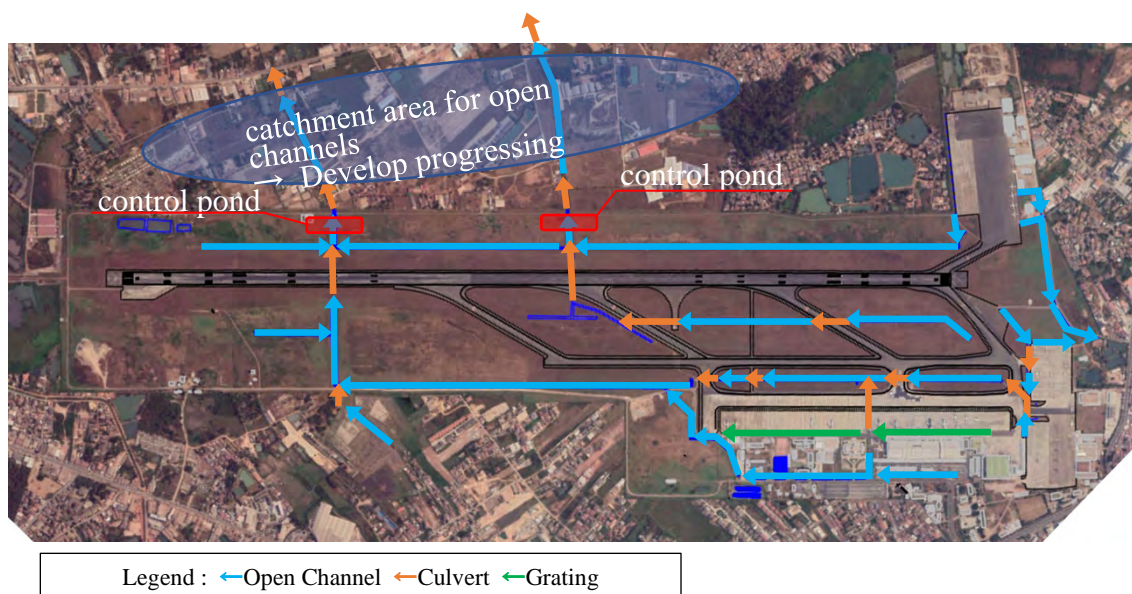 catchment area for open
channels
→ Develop progressing
control pond
control pond
Legend : ←Open Channel ←Culvert ←Grating